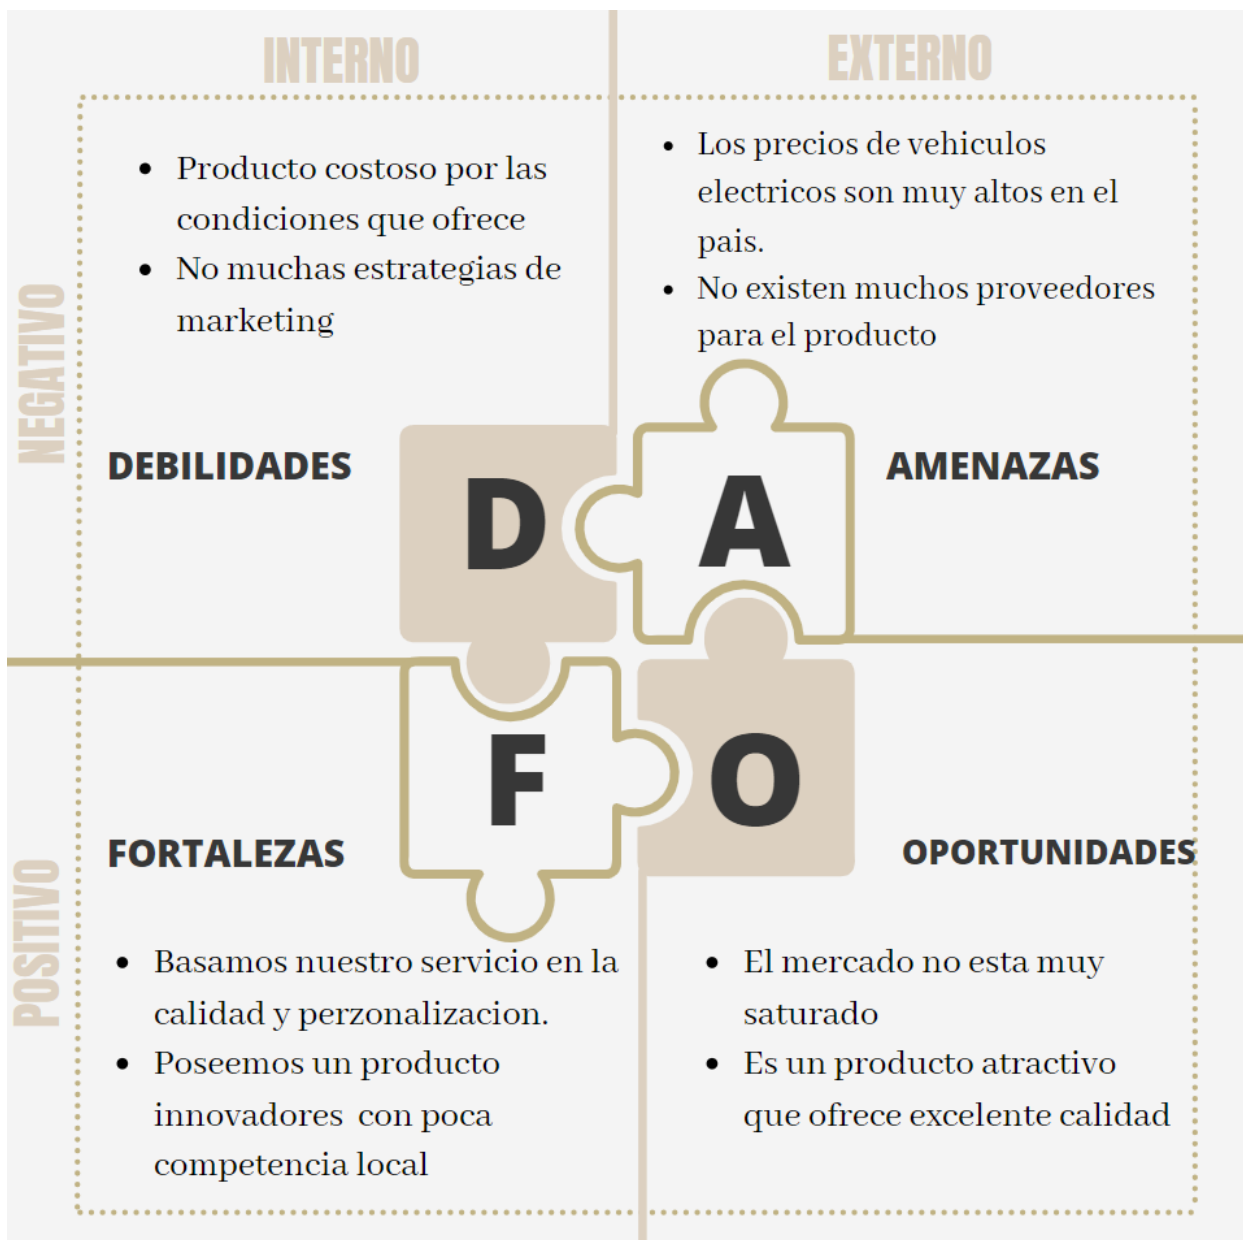 INTERNO
EXTERNO
NEGATIVO
• Producto costoso por las
condiciones que ofrece
• No muchas estrategias de
marketing
• Los precios de vehiculos
electricos son muy altos en el
pais.
• No existen muchos proveedores
para el producto
DEBILIDADES
D
A
AMENAZAS
POSITIVO
FORTALEZAS
F
O
OPORTUNIDADES
• Basamos nuestro servicio en la
calidad y perzonalizacion.
• Poseemos un producto
innovadores con poca
competencia local
• El mercado no esta muy
saturado
• Es un producto atractivo
que ofrece excelente calidad